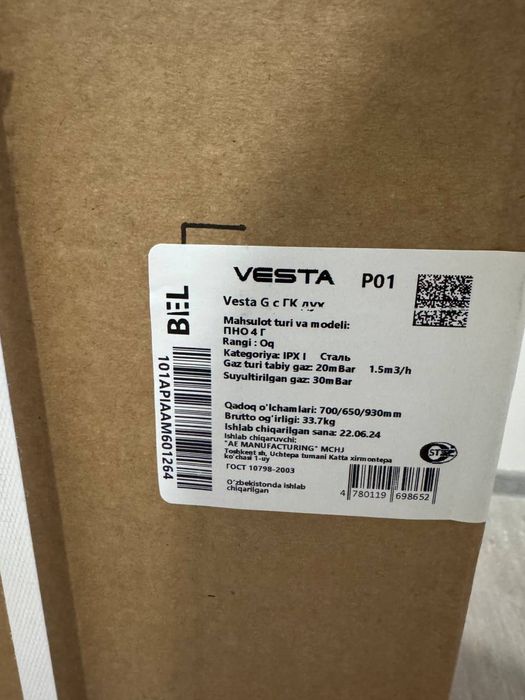 VESTA P01
Vesta G с ГК дух
Mahsulot turi va modeli:
ПНО 4 Г
Rangi : Oq
Kategoriya: IPX I Сталь
Gaz turi tabiy gaz: 20mBar 1.5m3/h
Suyultirilgan gaz: 30mBar
Qadoq o'lchamlari: 700/650/930mm
Brutto og'irligi: 33.7kg
Ishlab chiqarilgan sana: 22.06.24
Ishlab chiqaruvchi:
"AE MANUFACTURING" MCHJ
Toshkent sh, Uchtepa tumani Katta xirmontepa
ko'chasi 1-uy
ГОСТ 10798-2003
O'zbekistonda ishlab
chiqarilgan
4 780119 698652
101APIAAM601264